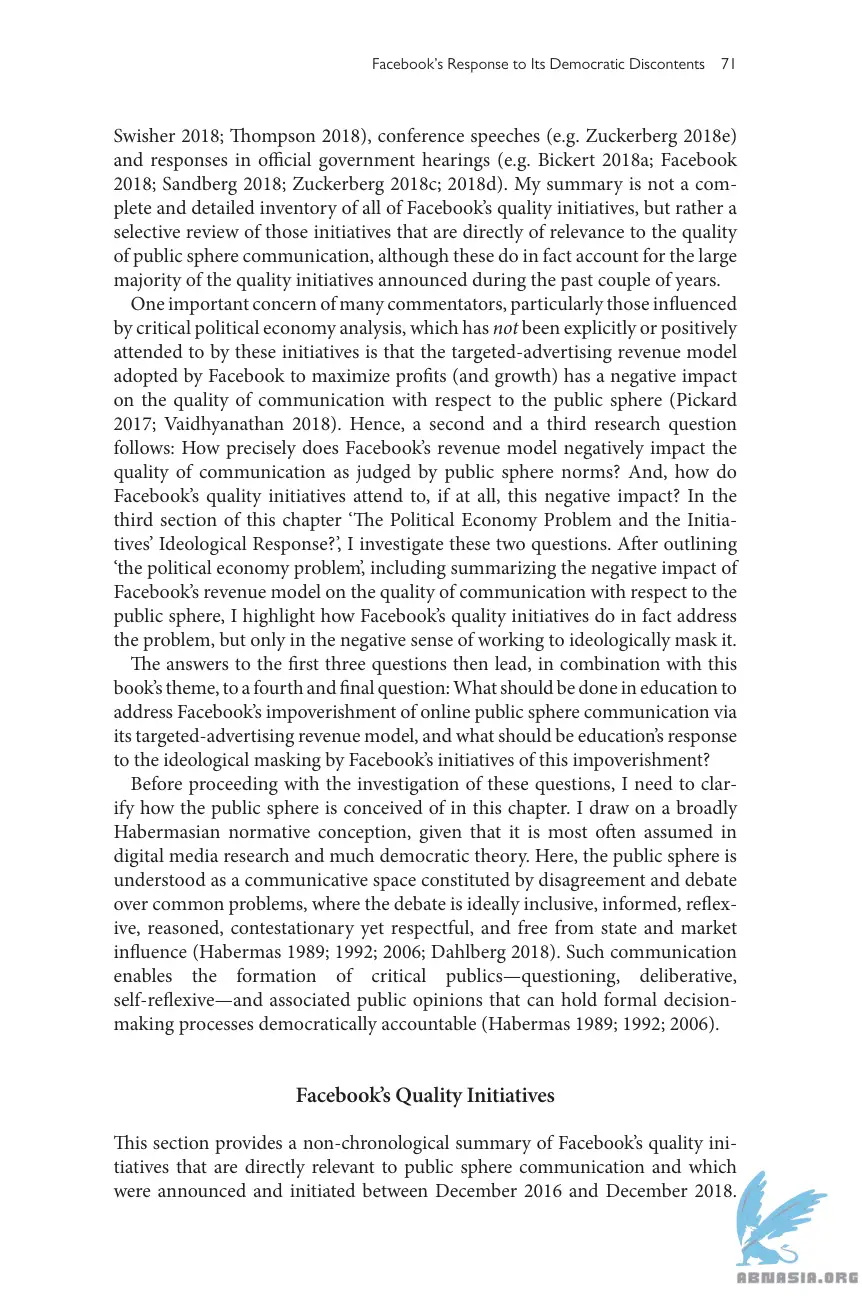 Facebook’s Response to Its Democratic Discontents 71
Swisher 2018; Thompson 2018), conference speeches (e.g. Zuckerberg 2018e)
and responses in official government hearings (e.g. Bickert 2018a; Facebook
2018; Sandberg 2018; Zuckerberg 2018c; 2018d). My summary is not a com-
plete and detailed inventory of all of Facebook’s quality initiatives, but rather a
selective review of those initiatives that are directly of relevance to the quality
of public sphere communication, although these do in fact account for the large
majority of the quality initiatives announced during the past couple of years.
One important concern of many commentators, particularly those influenced
by critical political economy analysis, which has not been explicitly or positively
attended to by these initiatives is that the targeted-advertising revenue model
adopted by Facebook to maximize profits (and growth) has a negative impact
on the quality of communication with respect to the public sphere (Pickard
2017; Vaidhyanathan 2018). Hence, a second and a third research question
follows: How precisely does Facebook’s revenue model negatively impact the
quality of communication as judged by public sphere norms? And, how do
Facebook’s quality initiatives attend to, if at all, this negative impact? In the
third section of this chapter ‘The Political Economy Problem and the Initia-
tives’ Ideological Response?’, I investigate these two questions. After outlining
‘the political economy problem’, including summarizing the negative impact of
Facebook’s revenue model on the quality of communication with respect to the
public sphere, I highlight how Facebook’s quality initiatives do in fact address
the problem, but only in the negative sense of working to ideologically mask it.
The answers to the first three questions then lead, in combination with this
book’s theme, to a fourth and final question: What should be done in education to
address Facebook’s impoverishment of online public sphere communication via
its targeted-advertising revenue model, and what should be education’s response
to the ideological masking by Facebook’s initiatives of this impoverishment?
Before proceeding with the investigation of these questions, I need to clar-
ify how the public sphere is conceived of in this chapter. I draw on a broadly
Habermasian normative conception, given that it is most often assumed in
digital media research and much democratic theory. Here, the public sphere is
understood as a communicative space constituted by disagreement and debate
over common problems, where the debate is ideally inclusive, informed, reflex-
ive, reasoned, contestationary yet respectful, and free from state and market
influence (Habermas 1989; 1992; 2006; Dahlberg 2018). Such communication
enables the formation of critical publics—questioning, deliberative,
self-reflexive—and associated public opinions that can hold formal decision-
making processes democratically accountable (Habermas 1989; 1992; 2006).
Facebook’s Quality Initiatives
This section provides a non-chronological summary of Facebook’s quality ini-
tiatives that are directly relevant to public sphere communication and which
were announced and initiated between December 2016 and December 2018.
ABNASIA.ORG